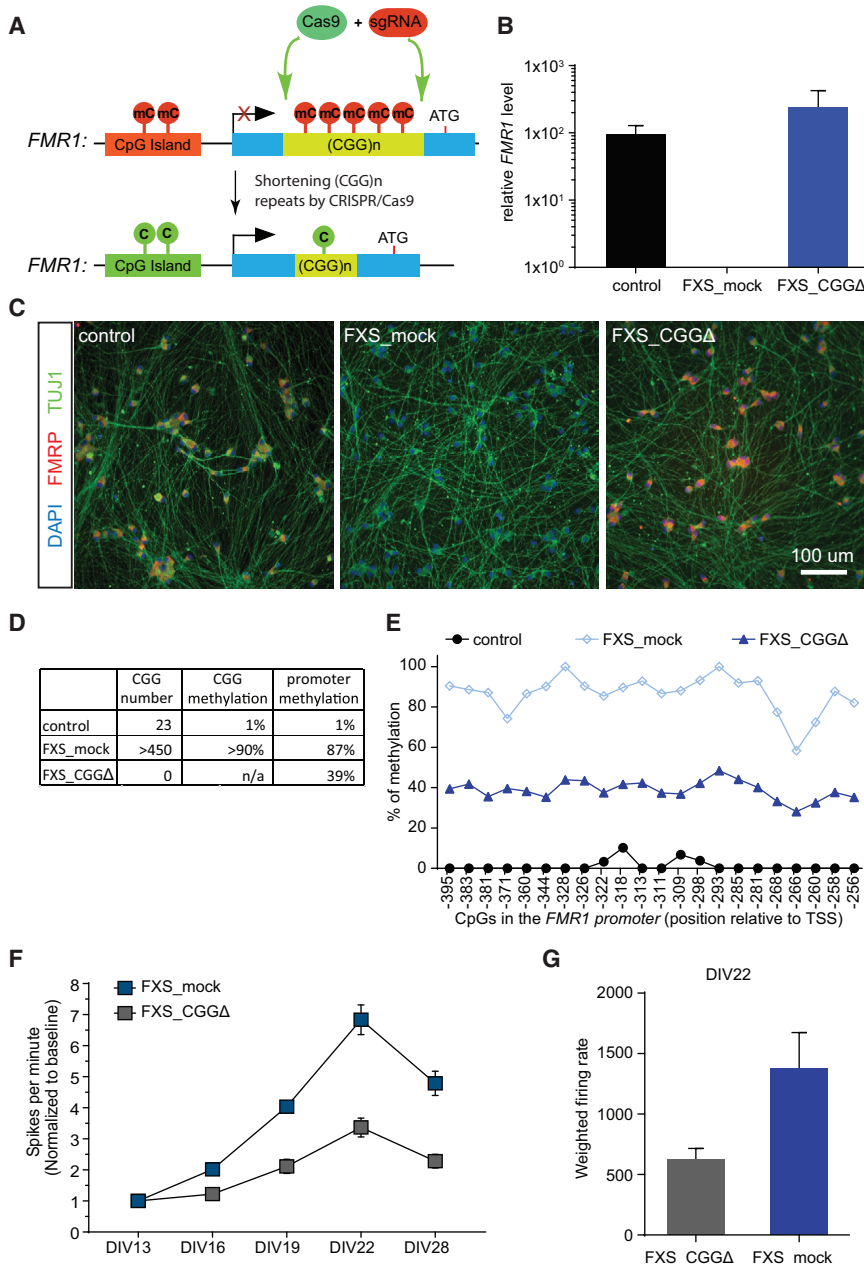 A
Cas9 + sgRNA
mC mC X mC mC mC mC mC ATG
FMR1: CpG Island (CGG)n
Shortening (CGG)n
repeats by CRISPR/Cas9
C C C ATG
FMR1: CpG Island (CGG)n
B
relative FMR1 level
1x10³
1x10²
1x10¹
1x10⁰
control FXS_mock FXS_CGGΔ
C
DAPI FMRP TUJ1
control
FXS_mock
FXS_CGGΔ
100 um
D
CGG number CGG methylation promoter methylation
control 23 1% 1%
FXS_mock >450 >90% 87%
FXS_CGGΔ 0 n/a 39%
E
control FXS_mock FXS_CGGΔ
% of methylation
100
80
60
40
20
0
-395 -383 -381 -371 -360 -344 -328 -326 -322 -318 -313 -311 -309 -298 -293 -285 -281 -268 -266 -260 -258 -256
CpGs in the FMR1 promoter (position relative to TSS)
F
FXS_mock
FXS_CGGΔ
Spikes per minute
(Normalized to baseline)
8
7
6
5
4
3
2
1
0
DIV13 DIV16 DIV19 DIV22 DIV28
G
DIV22
Weighted firing rate
2000
1500
1000
500
0
FXS_CGGΔ FXS_mock